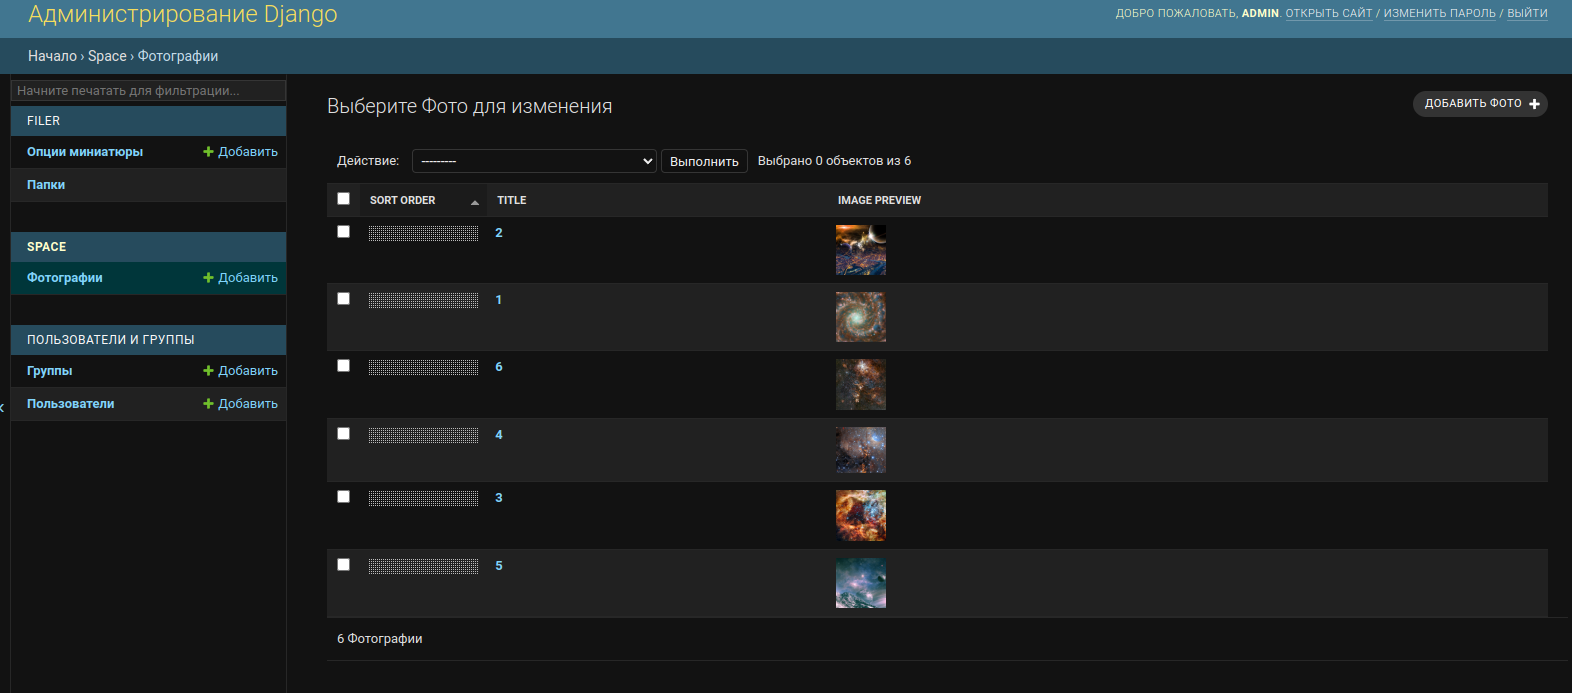 Администрирование Django
ДОБРО ПОЖАЛОВАТЬ, ADMIN. ОТКРЫТЬ САЙТ / ИЗМЕНИТЬ ПАРОЛЬ / ВЫЙТИ
Начало › Space › Фотографии
Начните печатать для фильтрации...
FILER
Опции миниатюры Добавить
Папки
SPACE
Фотографии Добавить
ПОЛЬЗОВАТЕЛИ И ГРУППЫ
Группы Добавить
Пользователи Добавить
Выберите Фото для изменения
ДОБАВИТЬ ФОТО
Действие: --------- Выполнить Выбрано 0 объектов из 6
SORT ORDER TITLE IMAGE PREVIEW
2
1
6
4
3
5
6 Фотографии